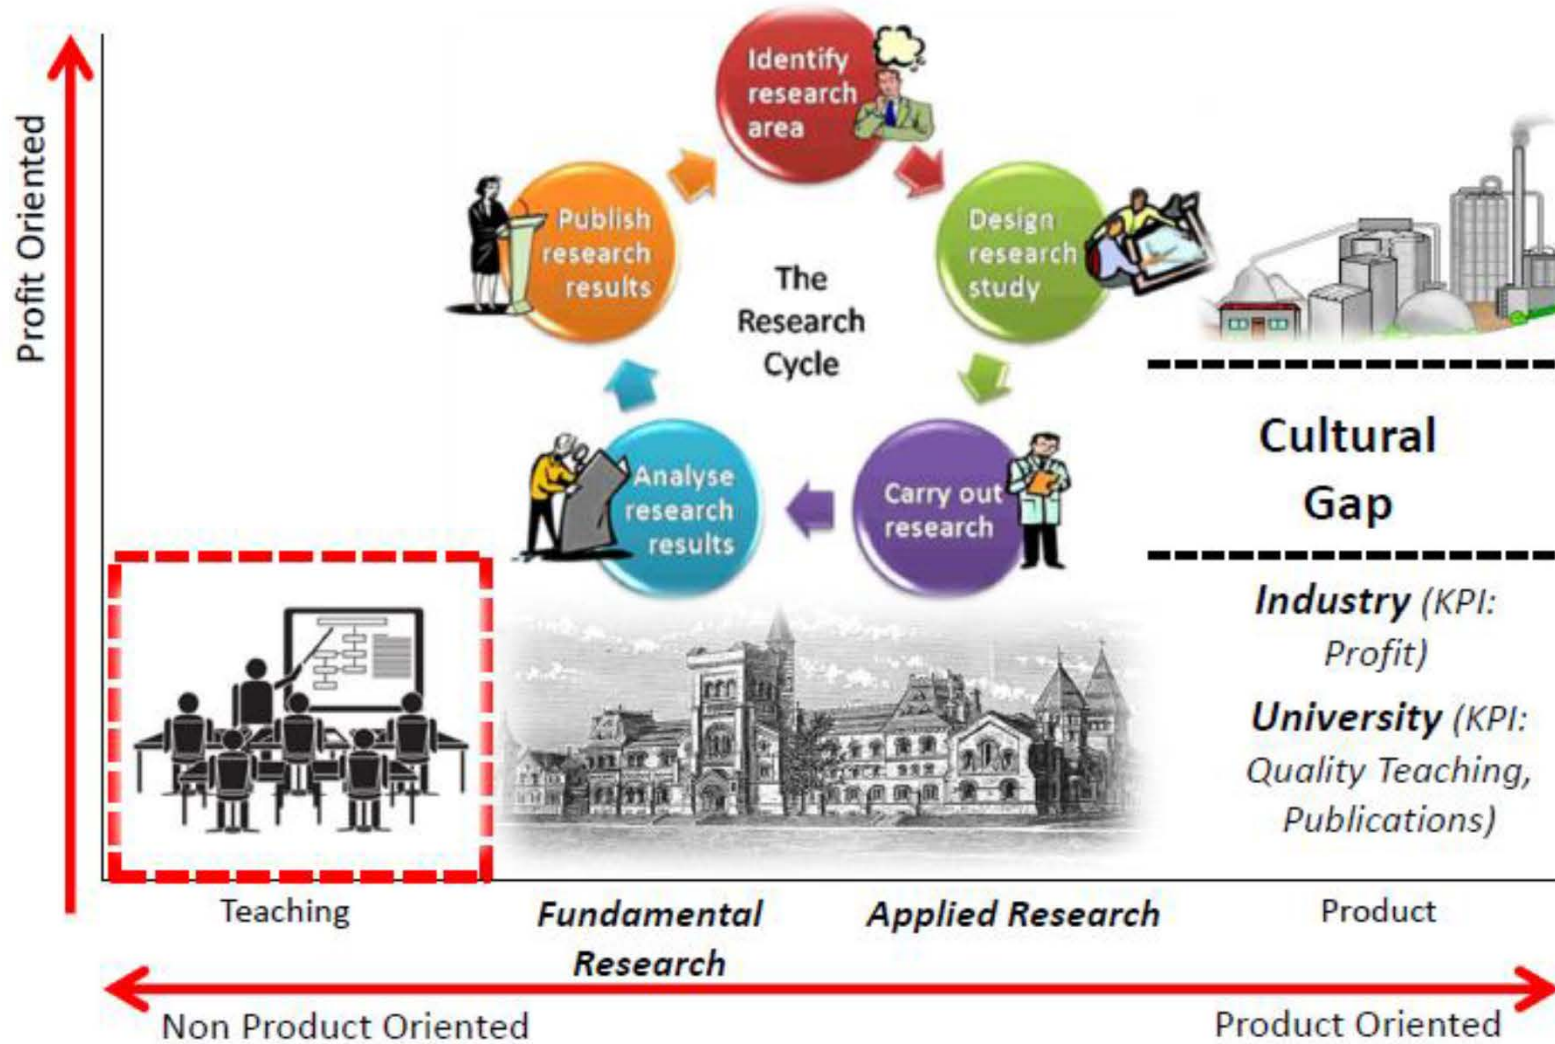 Profit Oriented
Identify
research
area
Publish
research
results
Design
research
study
The
Research
Cycle
Analyse
research
results
Carry out
research
Cultural
Gap
Industry (KPI:
Profit)
University (KPI:
Quality Teaching,
Publications)
Teaching
Fundamental
Research
Applied Research
Product
Non Product Oriented
Product Oriented